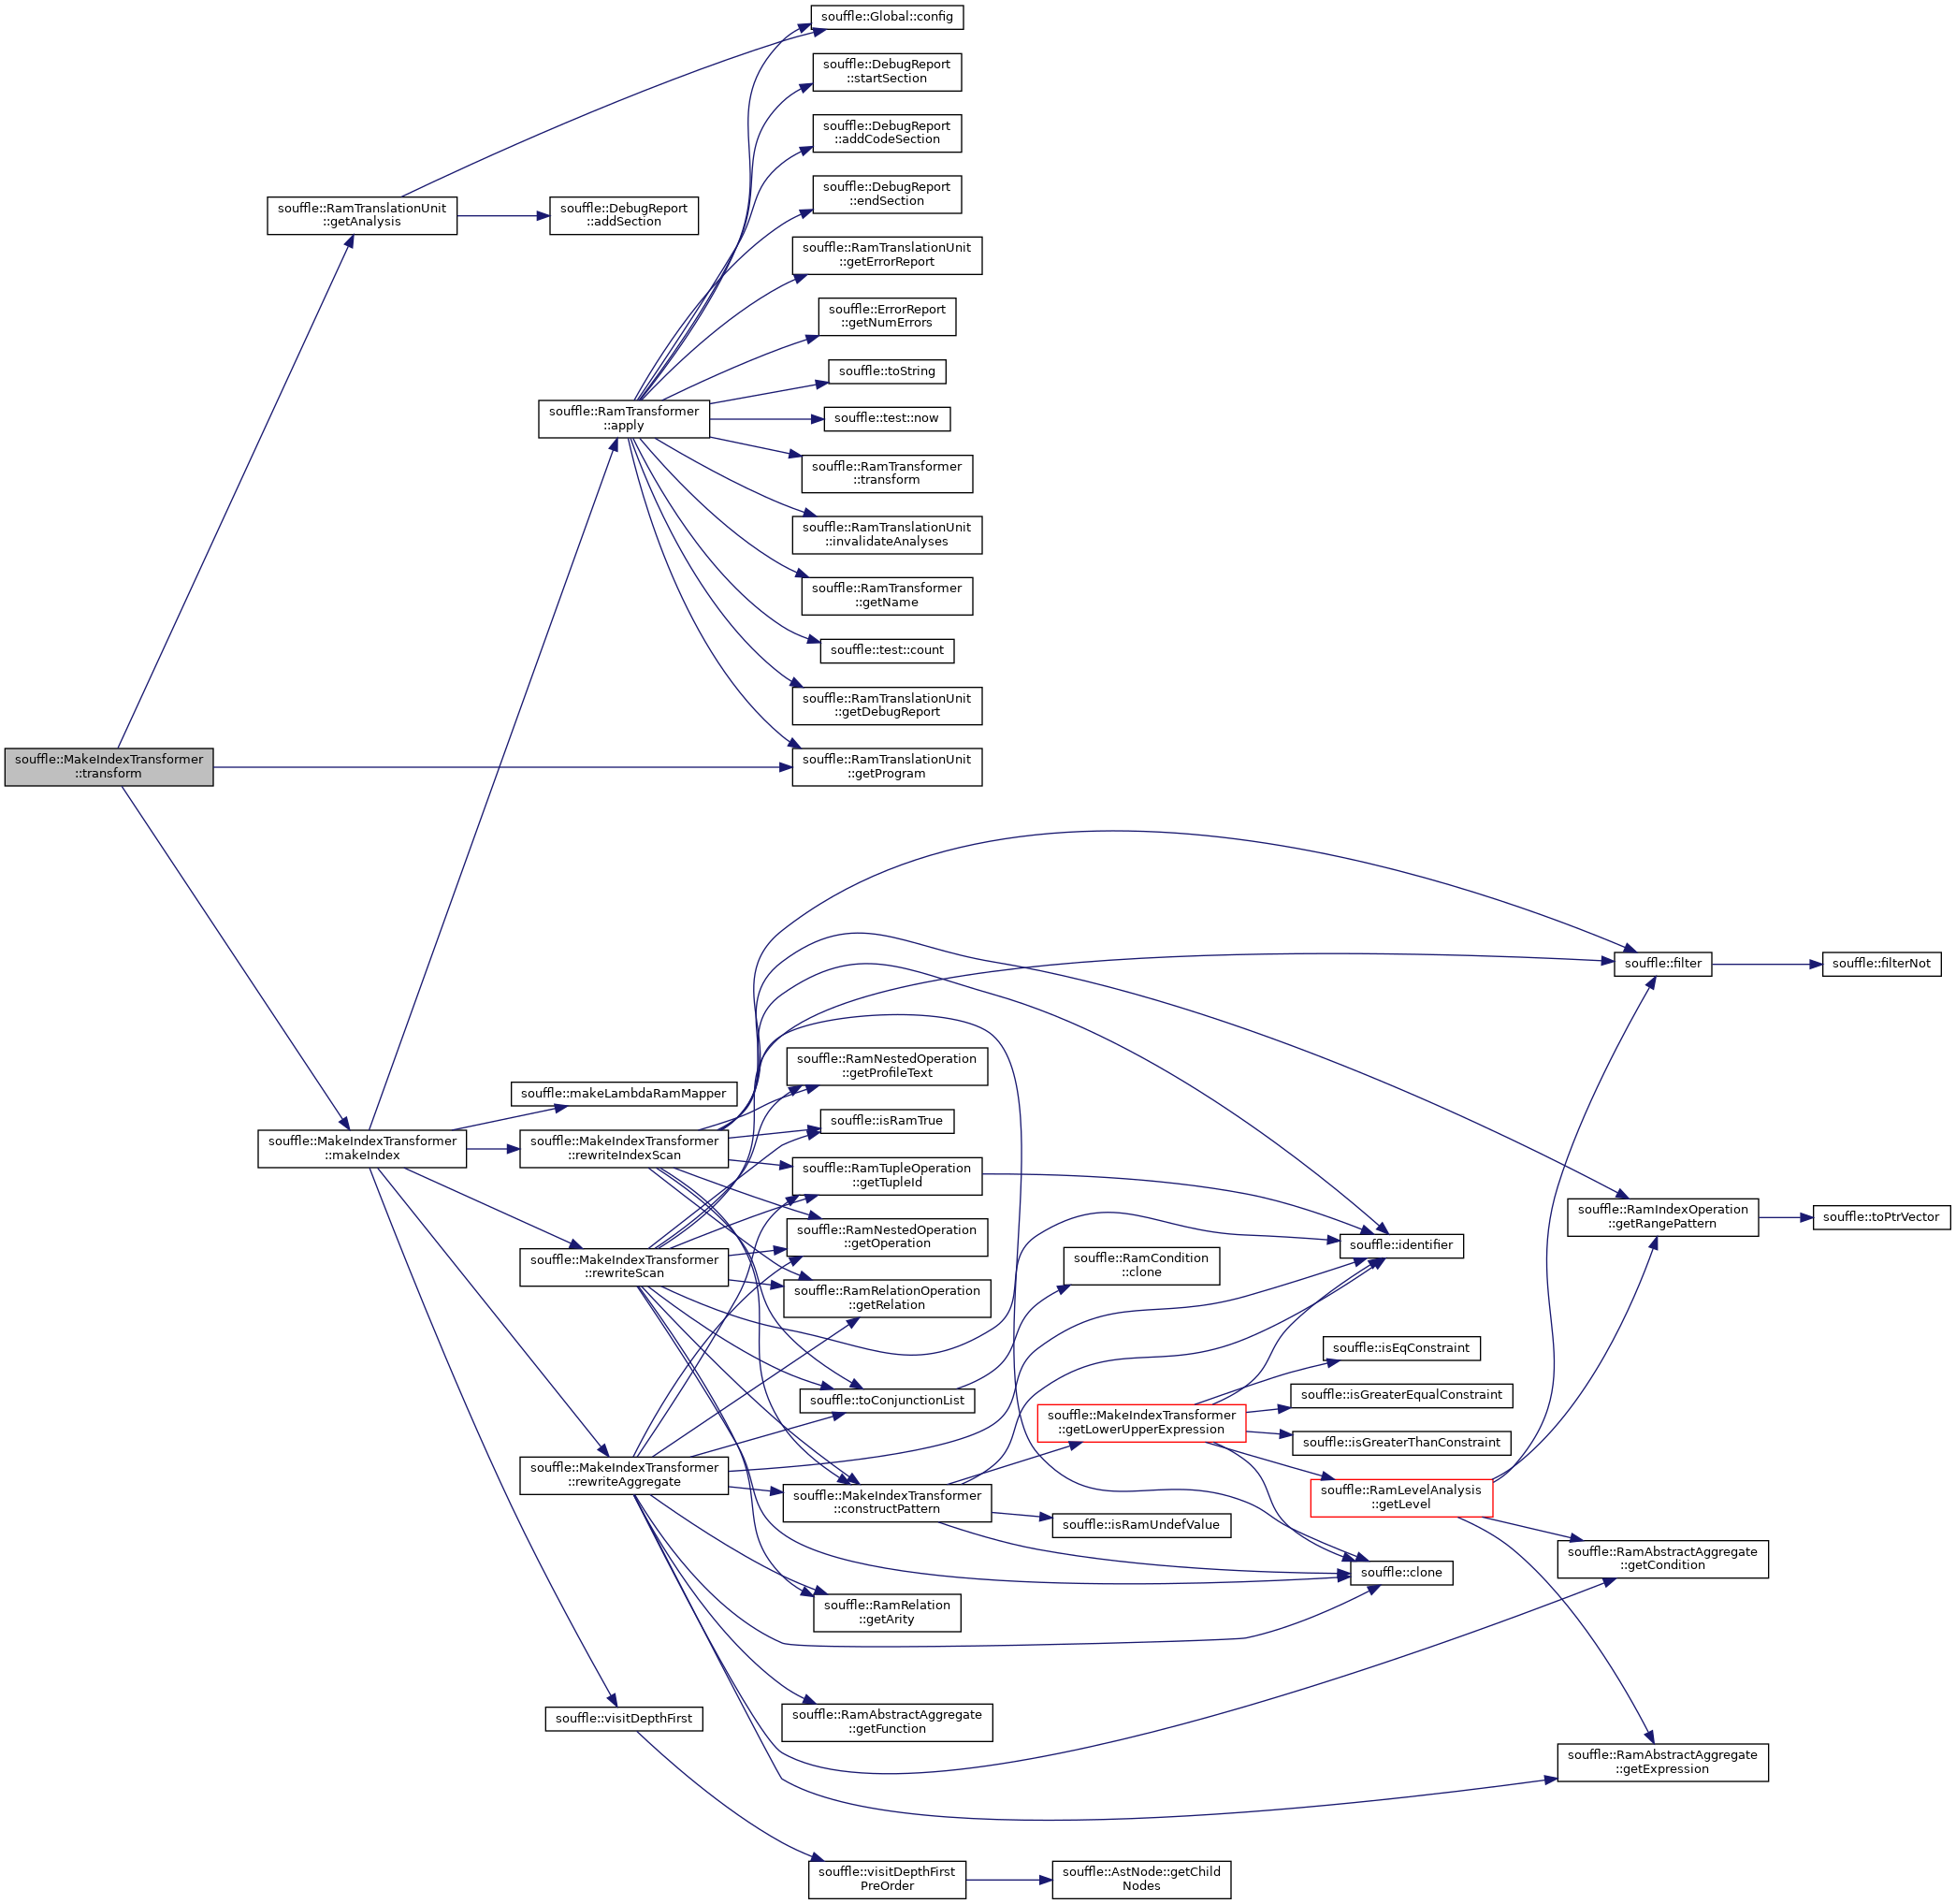 souffle::Global::config
souffle::DebugReport
::startSection
souffle::DebugReport
::addCodeSection
souffle::DebugReport
::endSection
souffle::RamTranslationUnit
::getAnalysis
souffle::DebugReport
::addSection
souffle::RamTranslationUnit
::getErrorReport
souffle::ErrorReport
::getNumErrors
souffle::toString
souffle::RamTransformer
::apply
souffle::test::now
souffle::RamTransformer
::transform
souffle::RamTranslationUnit
::invalidateAnalyses
souffle::RamTransformer
::getName
souffle::test::count
souffle::RamTranslationUnit
::getDebugReport
souffle::MakeIndexTransformer
::transform
souffle::RamTranslationUnit
::getProgram
souffle::filter
souffle::filterNot
souffle::RamNestedOperation
::getProfileText
souffle::makeLambdaRamMapper
souffle::isRamTrue
souffle::MakeIndexTransformer
::makeIndex
souffle::MakeIndexTransformer
::rewriteIndexScan
souffle::RamTupleOperation
::getTupleId
souffle::RamIndexOperation
::getRangePattern
souffle::toPtrVector
souffle::RamNestedOperation
::getOperation
souffle::identifier
souffle::MakeIndexTransformer
::rewriteScan
souffle::RamCondition
::clone
souffle::RamRelationOperation
::getRelation
souffle::isEqConstraint
souffle::toConjunctionList
souffle::isGreaterEqualConstraint
souffle::MakeIndexTransformer
::getLowerUpperExpression
souffle::isGreaterThanConstraint
souffle::MakeIndexTransformer
::rewriteAggregate
souffle::MakeIndexTransformer
::constructPattern
souffle::RamLevelAnalysis
::getLevel
souffle::isRamUndefValue
souffle::RamAbstractAggregate
::getCondition
souffle::clone
souffle::RamRelation
::getArity
souffle::visitDepthFirst
souffle::RamAbstractAggregate
::getFunction
souffle::RamAbstractAggregate
::getExpression
souffle::visitDepthFirst
PreOrder
souffle::AstNode::getChild
Nodes